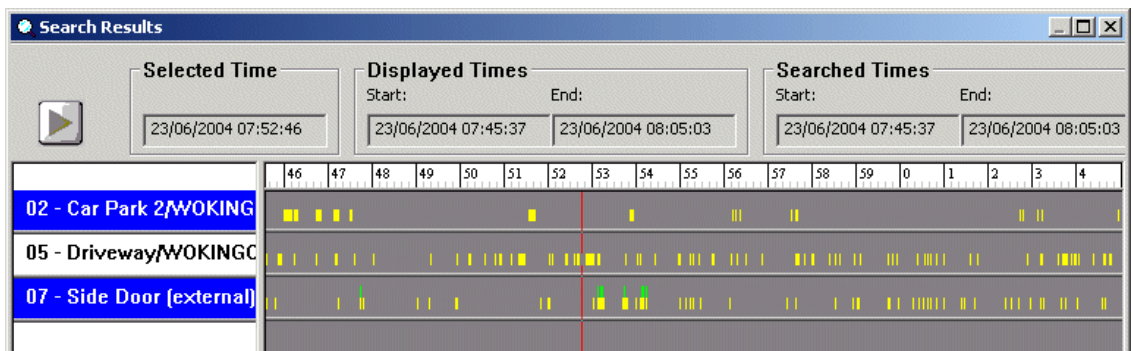 Search Results
Selected Time Displayed Times Searched Times
Start: End: Start: End:
23/06/2004 07:52:46 23/06/2004 07:45:37 23/06/2004 08:05:03 23/06/2004 07:45:37 23/06/2004 08:05:03
46 47 48 49 50 51 52 53 54 55 56 57 58 59 0 1 2 3 4
02 - Car Park 2/WOKING
05 - Driveway/WOKINGC
07 - Side Door (external)